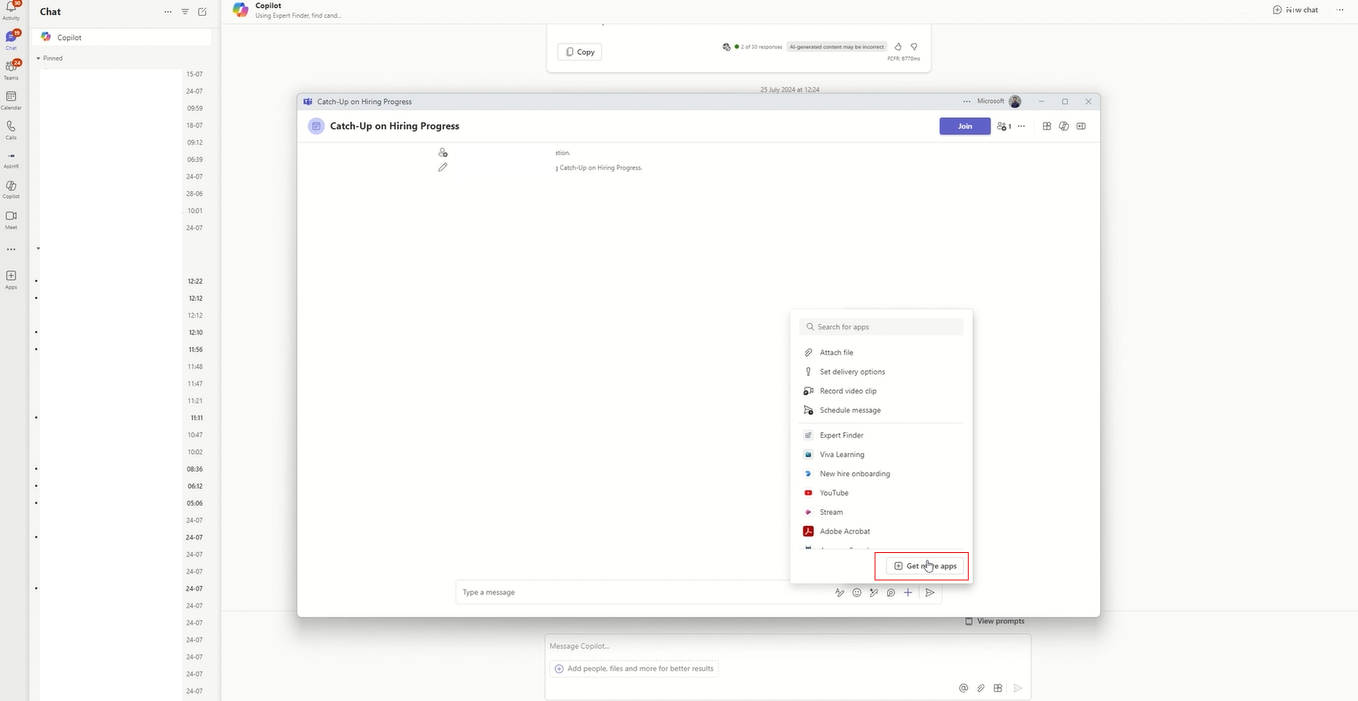 30
Activity
19
Chat
24
Teams
Calendar
Calls
AskHR
Copilot
Meet
Apps
Chat
Copilot
Pinned
15-07
24-07
09:59
18-07
09:12
06:39
24-07
28-06
10:01
24-07
12:22
12:12
12:12
12:10
11:56
11:48
11:47
11:21
11:11
10:47
10:02
08:36
06:12
05:06
24-07
24-07
24-07
24-07
24-07
24-07
24-07
24-07
24-07
24-07
24-07
Copilot
Using Expert Finder, find cand...
New chat
Copy
2 of 30 responses
AI-generated content may be incorrect
FCFR: 6770ms
25 July 2024 at 12:24
Catch-Up on Hiring Progress
Microsoft
Catch-Up on Hiring Progress
Join
1
Catch-Up on Hiring Progress.
Search for apps
Attach file
Set delivery options
Record video clip
Schedule message
Expert Finder
Viva Learning
New hire onboarding
YouTube
Stream
Adobe Acrobat
Get more apps
Type a message
View prompts
Message Copilot...
Add people, files and more for better results